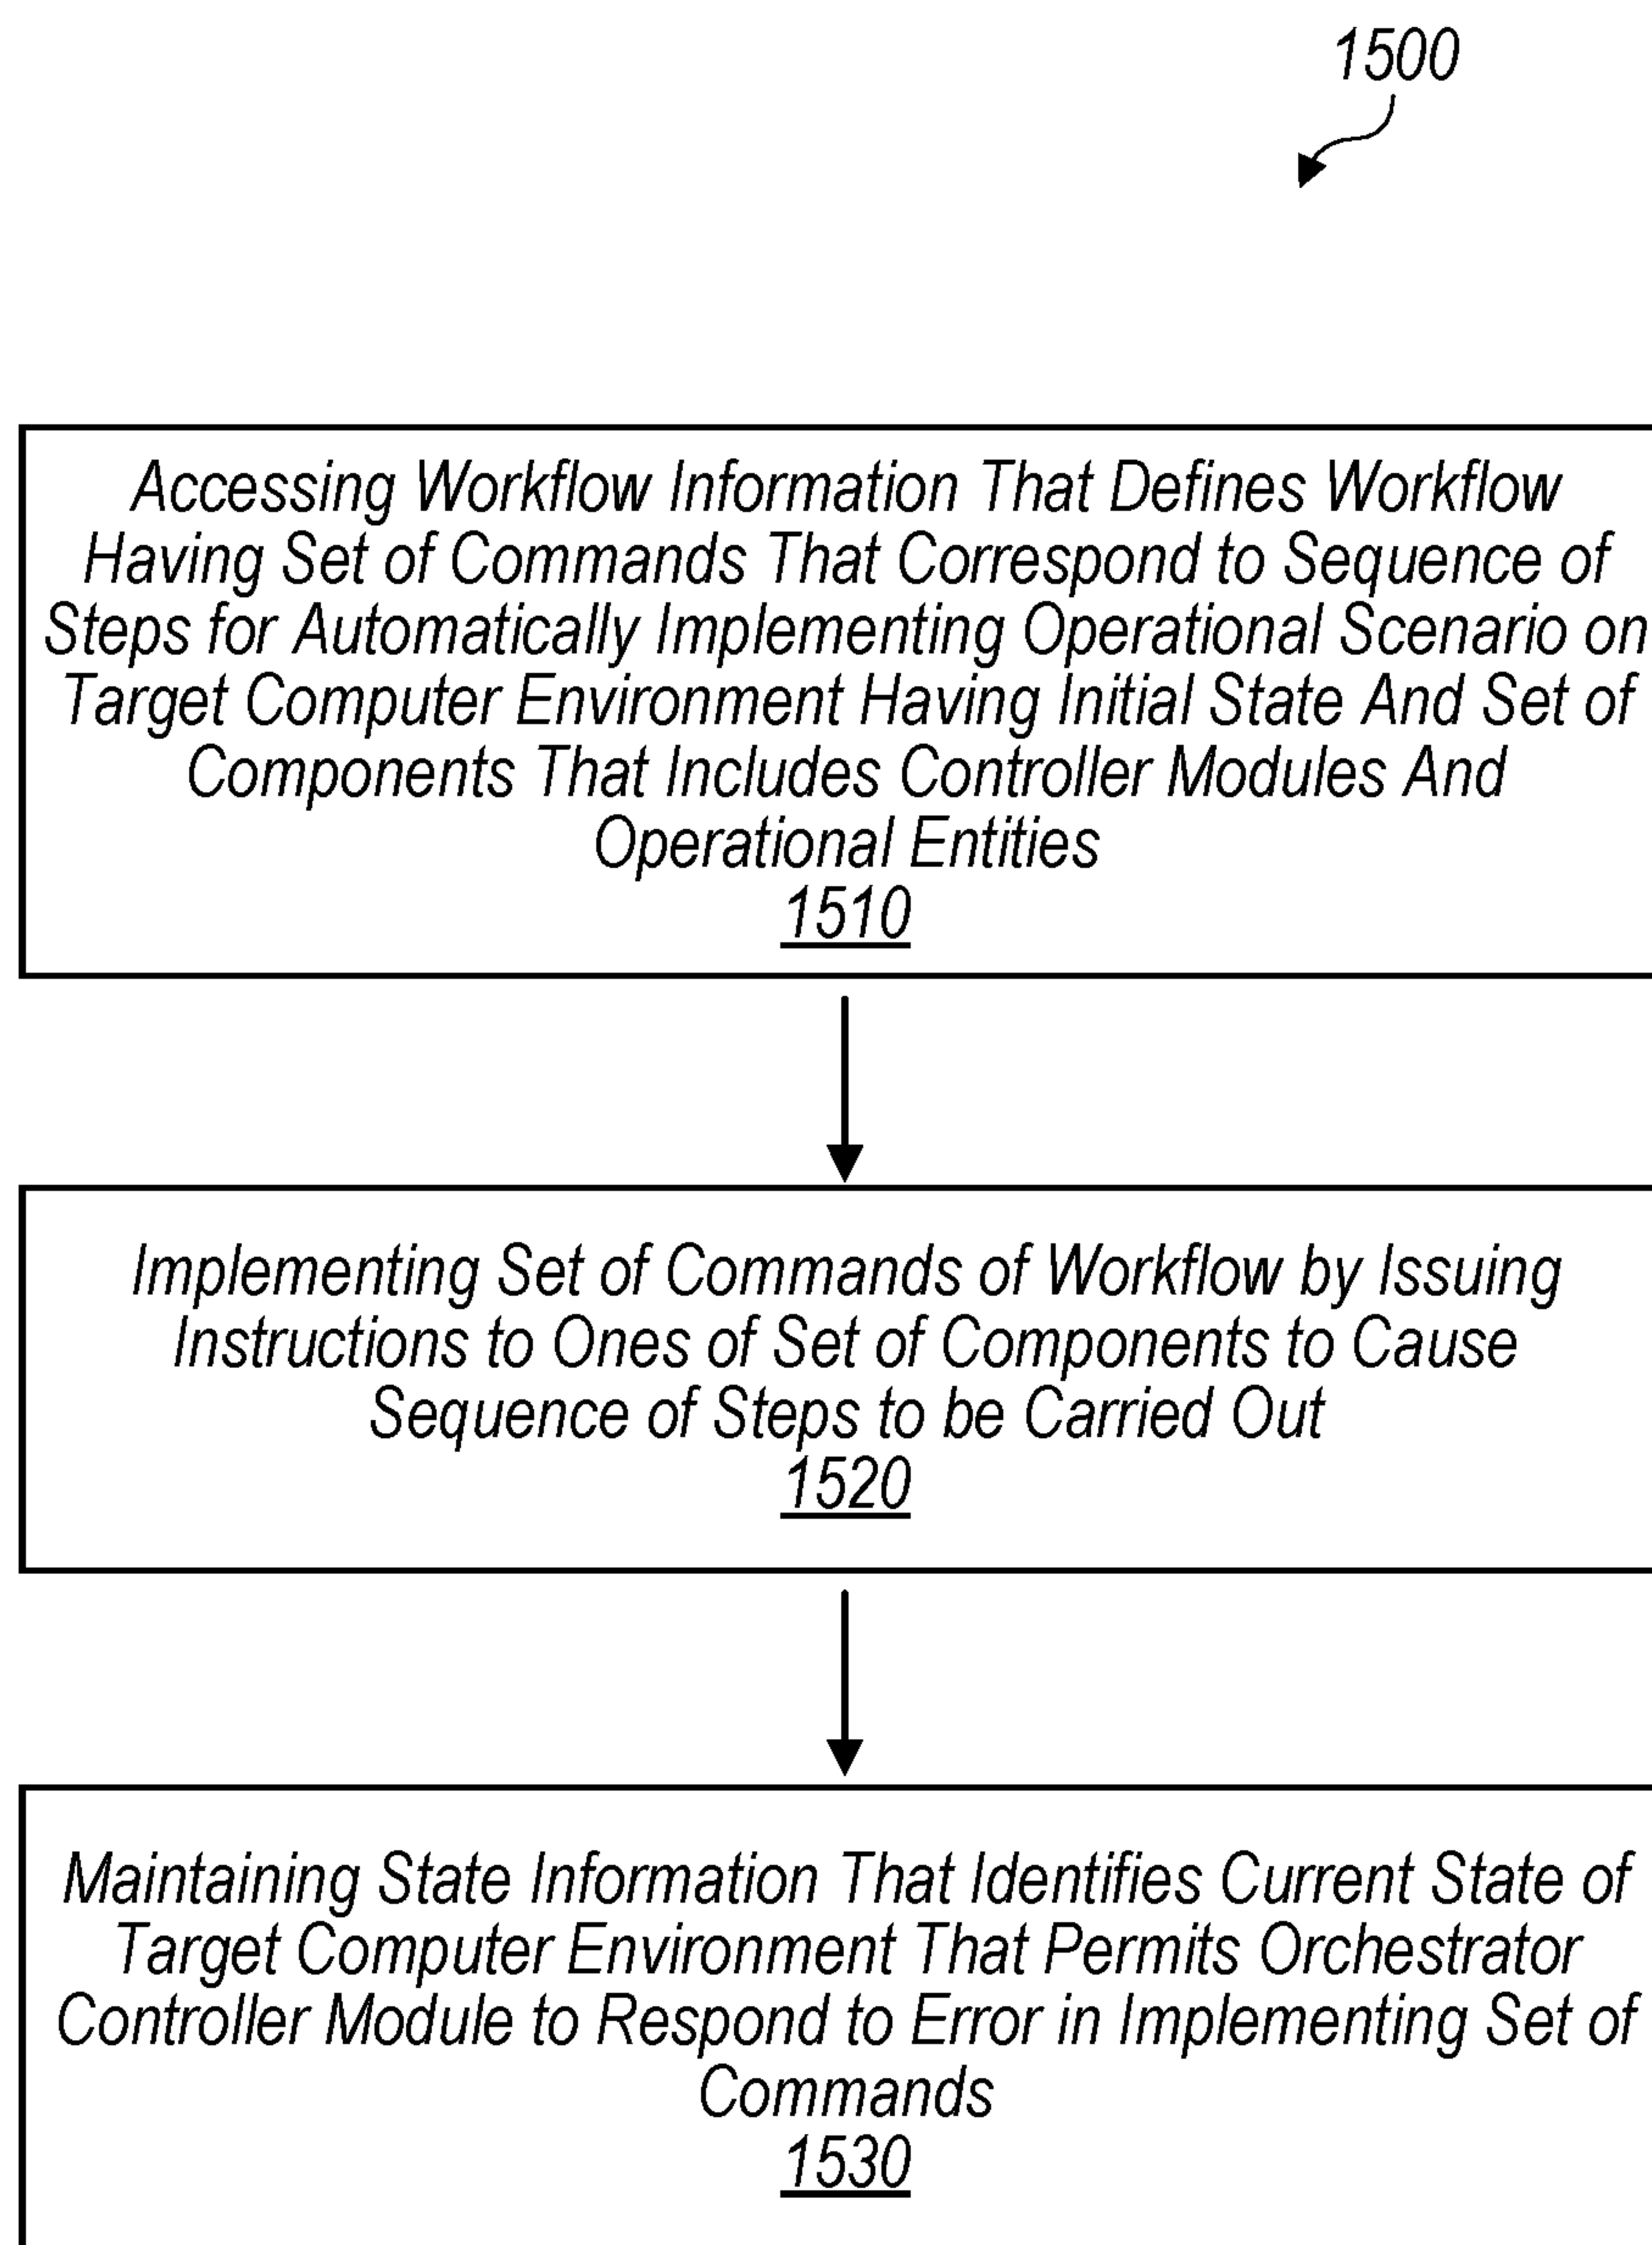 1500
Accessing Workflow Information That Defines Workflow
Having Set of Commands That Correspond to Sequence of
Steps for Automatically Implementing Operational Scenario on
Target Computer Environment Having Initial State And Set of
Components That Includes Controller Modules And
Operational Entities
1510
Implementing Set of Commands of Workflow by Issuing
Instructions to Ones of Set of Components to Cause
Sequence of Steps to be Carried Out
1520
Maintaining State Information That Identifies Current State of
Target Computer Environment That Permits Orchestrator
Controller Module to Respond to Error in Implementing Set of
Commands
1530